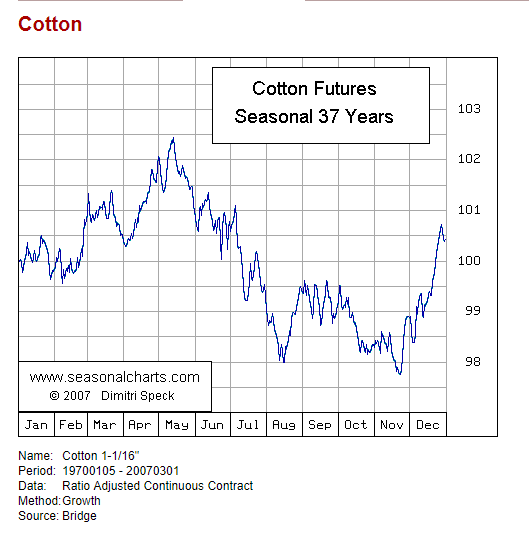 Cotton
Cotton Futures
Seasonal 37 Years
103
102
101
100
99
98
www.seasonalcharts.com
© 2007 Dimitri Speck
Jan Feb Mar Apr May Jun Jul Aug Sep Oct Nov Dec
Name: Cotton 1-1/16"
Period: 19700105 - 20070301
Data: Ratio Adjusted Continuous Contract
Method: Growth
Source: Bridge